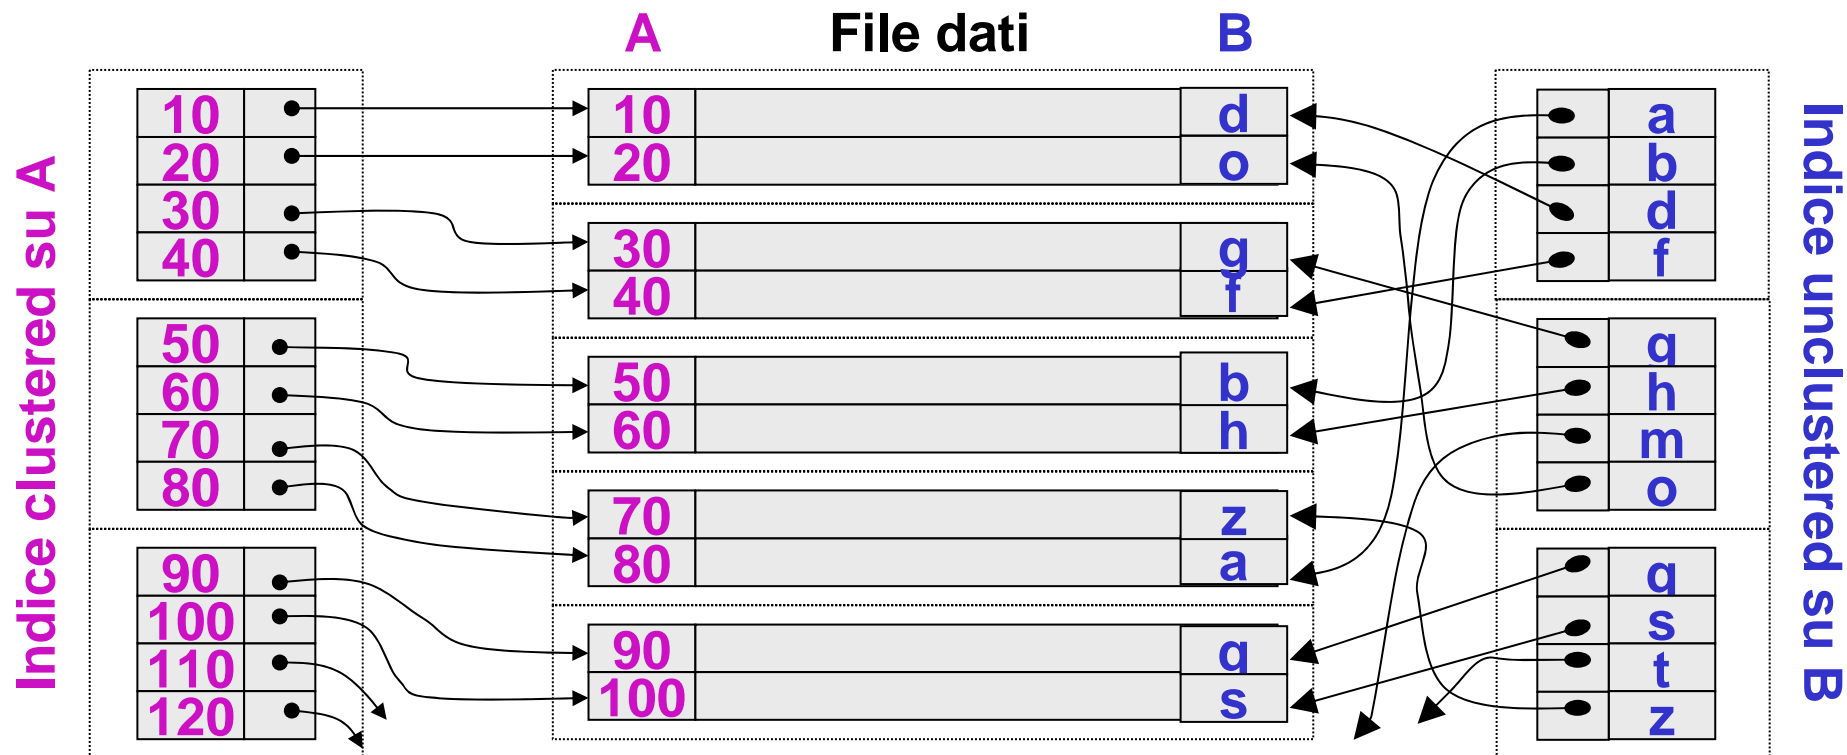 Indice clustered su A
10
20
30
40
50
60
70
80
90
100
110
120
A File dati B
10 d
20 o
30 g
40 f
50 b
60 h
70 z
80 a
90 q
100 s
a
b
d
f
g
h
m
o
q
s
t
z
Indice unclustered su B